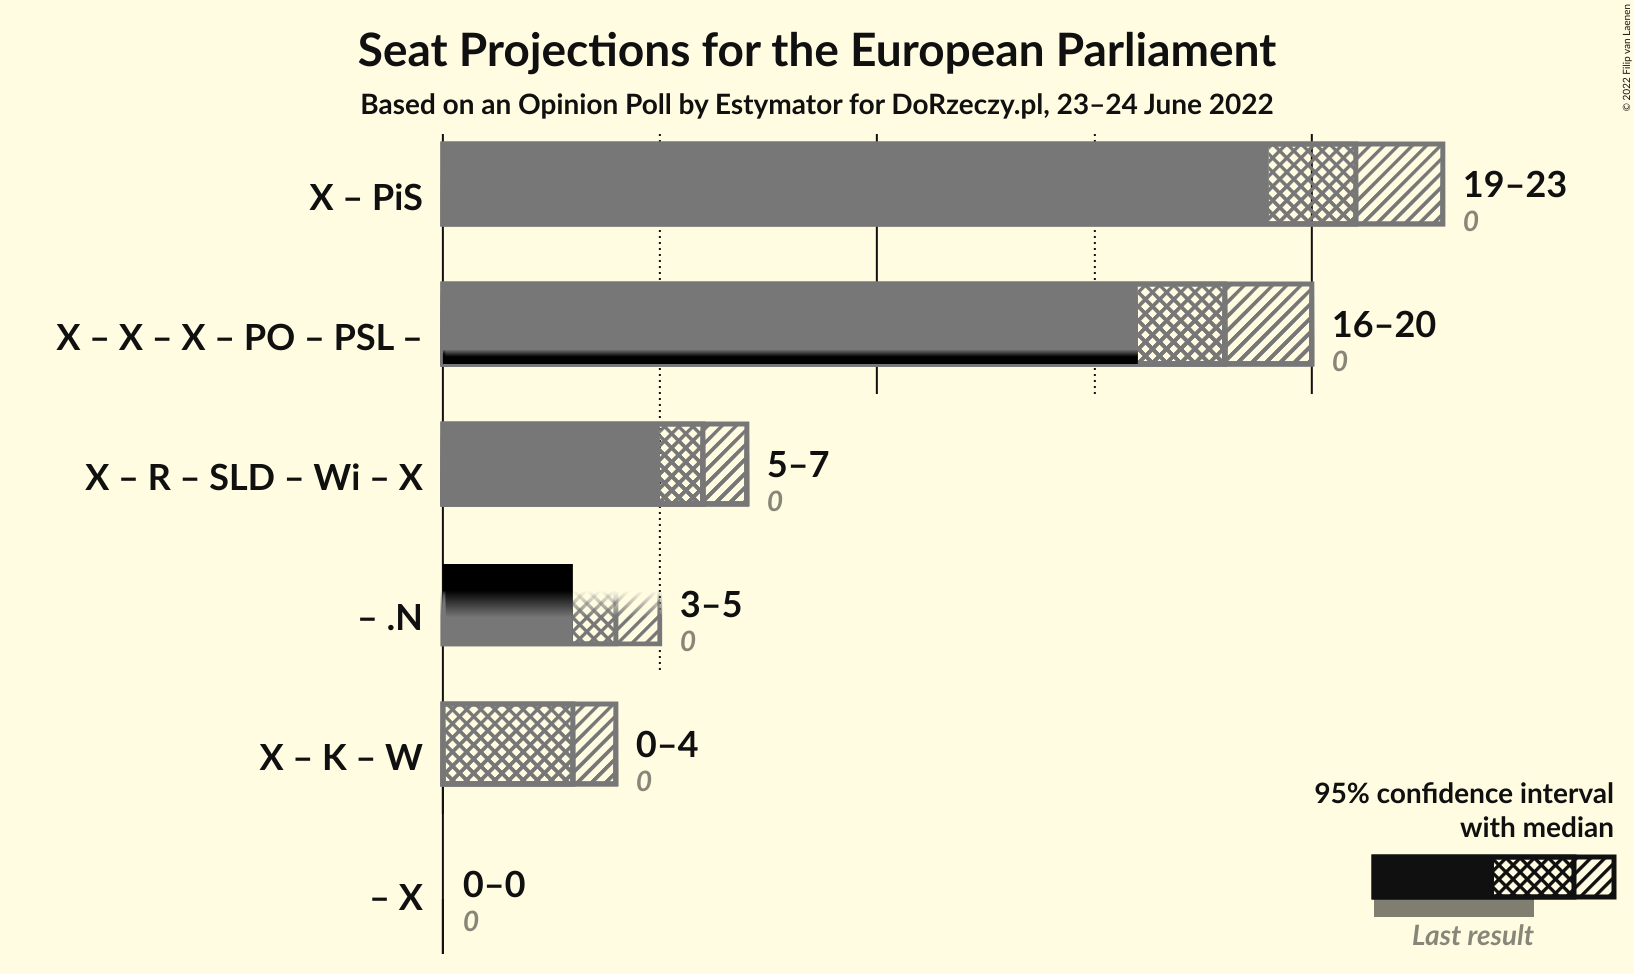 Seat Projections for the European Parliament
Based on an Opinion Poll by Estymator for DoRzeczy.pl, 23–24 June 2022
© 2022 Filip van Laenen
X – PiS
19–23
0
X – X – X – PO – PSL –
16–20
0
X – R – SLD – Wi – X
5–7
0
– .N
3–5
0
X – K – W
0–4
0
– X
0–0
0
95% confidence interval
with median
Last result